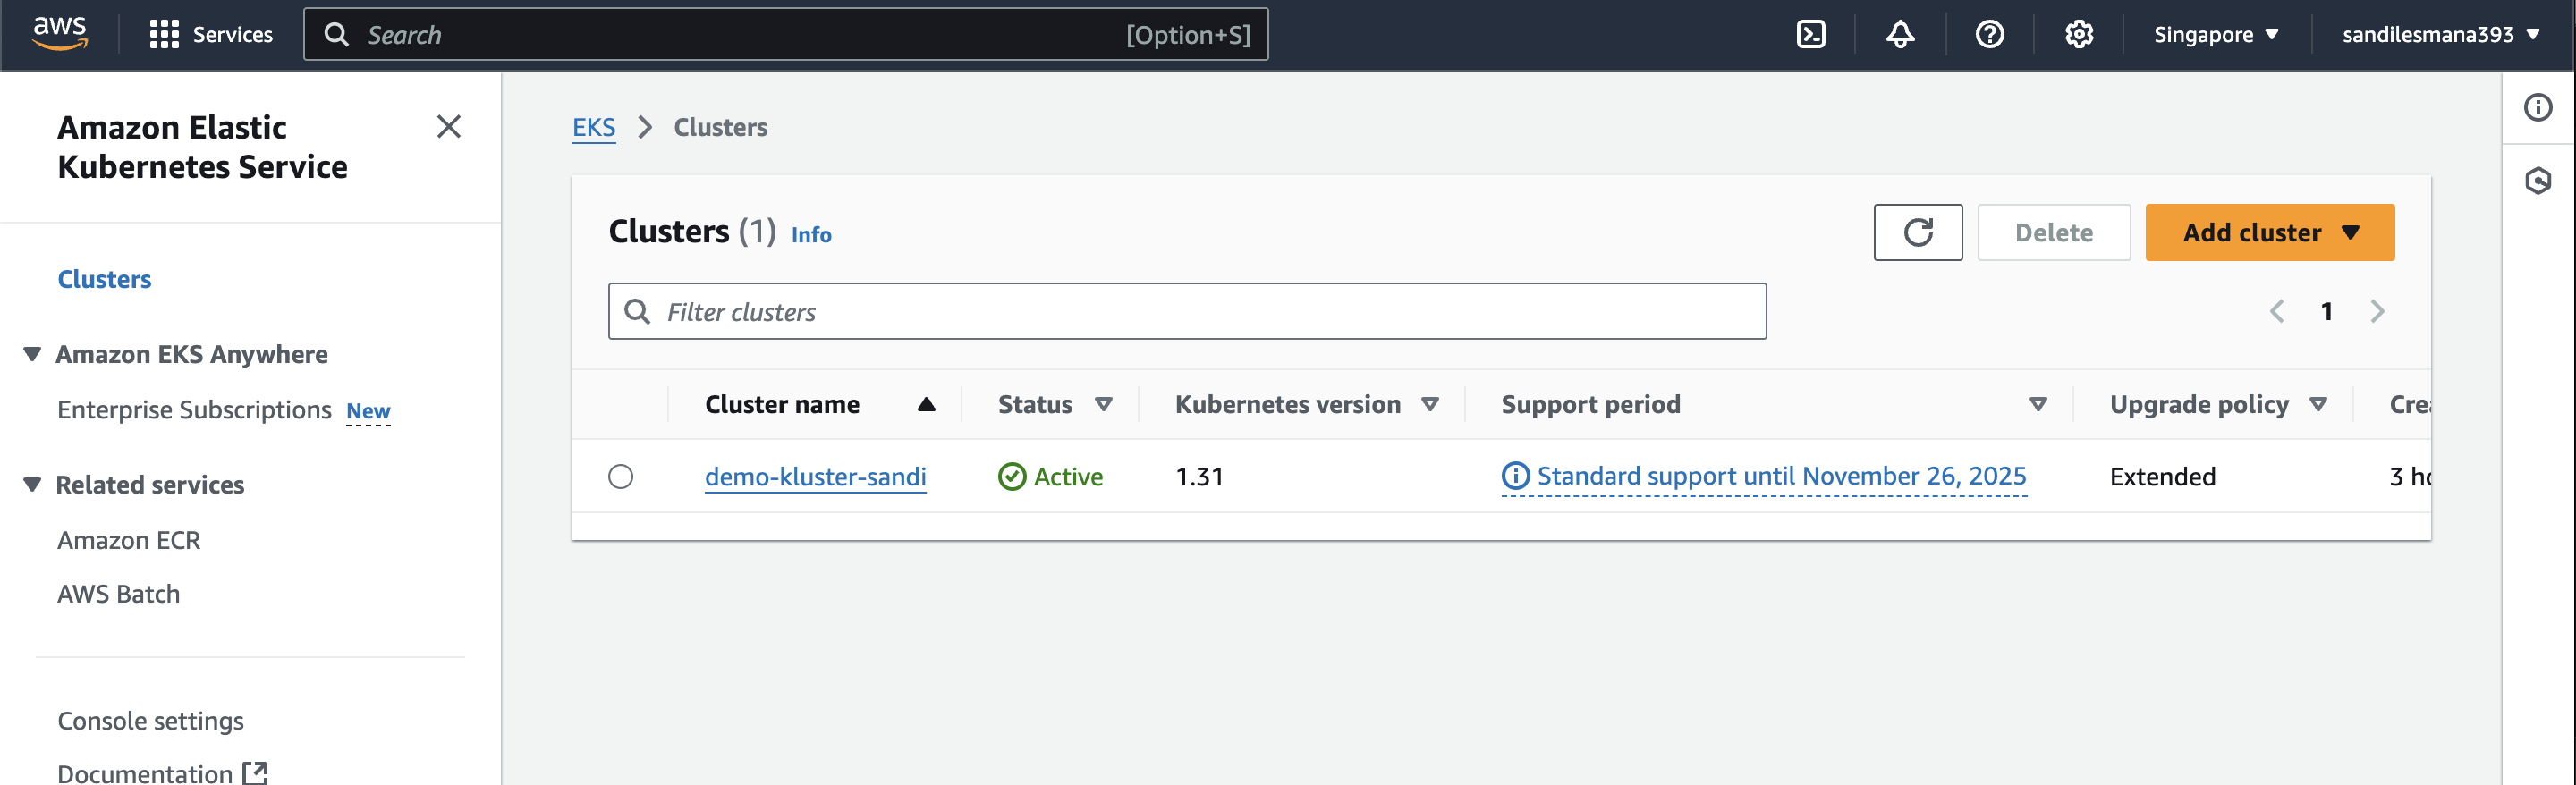 aws
Services
Search [Option+S]
Singapore
sandilesmana393
Amazon Elastic
Kubernetes Service
Clusters
Amazon EKS Anywhere
Enterprise Subscriptions New
Related services
Amazon ECR
AWS Batch
Console settings
Documentation
EKS Clusters
Clusters (1) Info
Delete
Add cluster
Filter clusters
1
Cluster name Status Kubernetes version Support period Upgrade policy Cre
demo-kluster-sandi Active 1.31 Standard support until November 26, 2025 Extended 3 ho